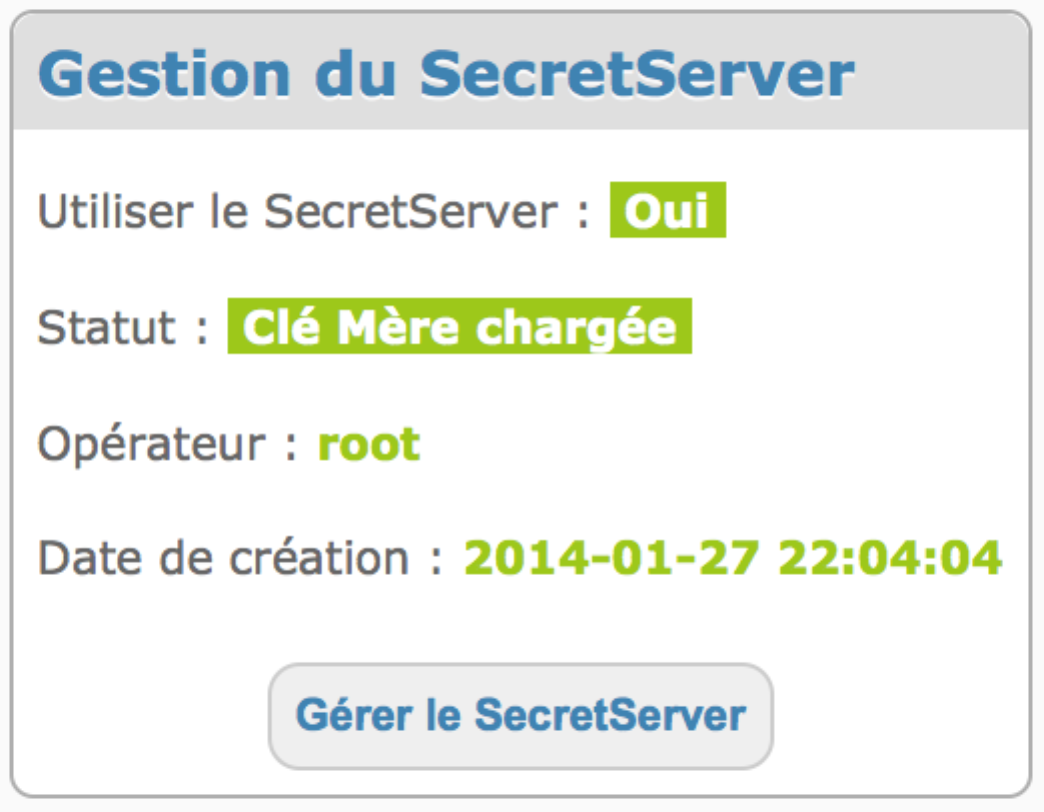 Gestion du SecretServer
Utiliser le SecretServer : Oui
Statut : Clé Mère chargée
Opérateur : root
Date de création : 2014-01-27 22:04:04
Gérer le SecretServer